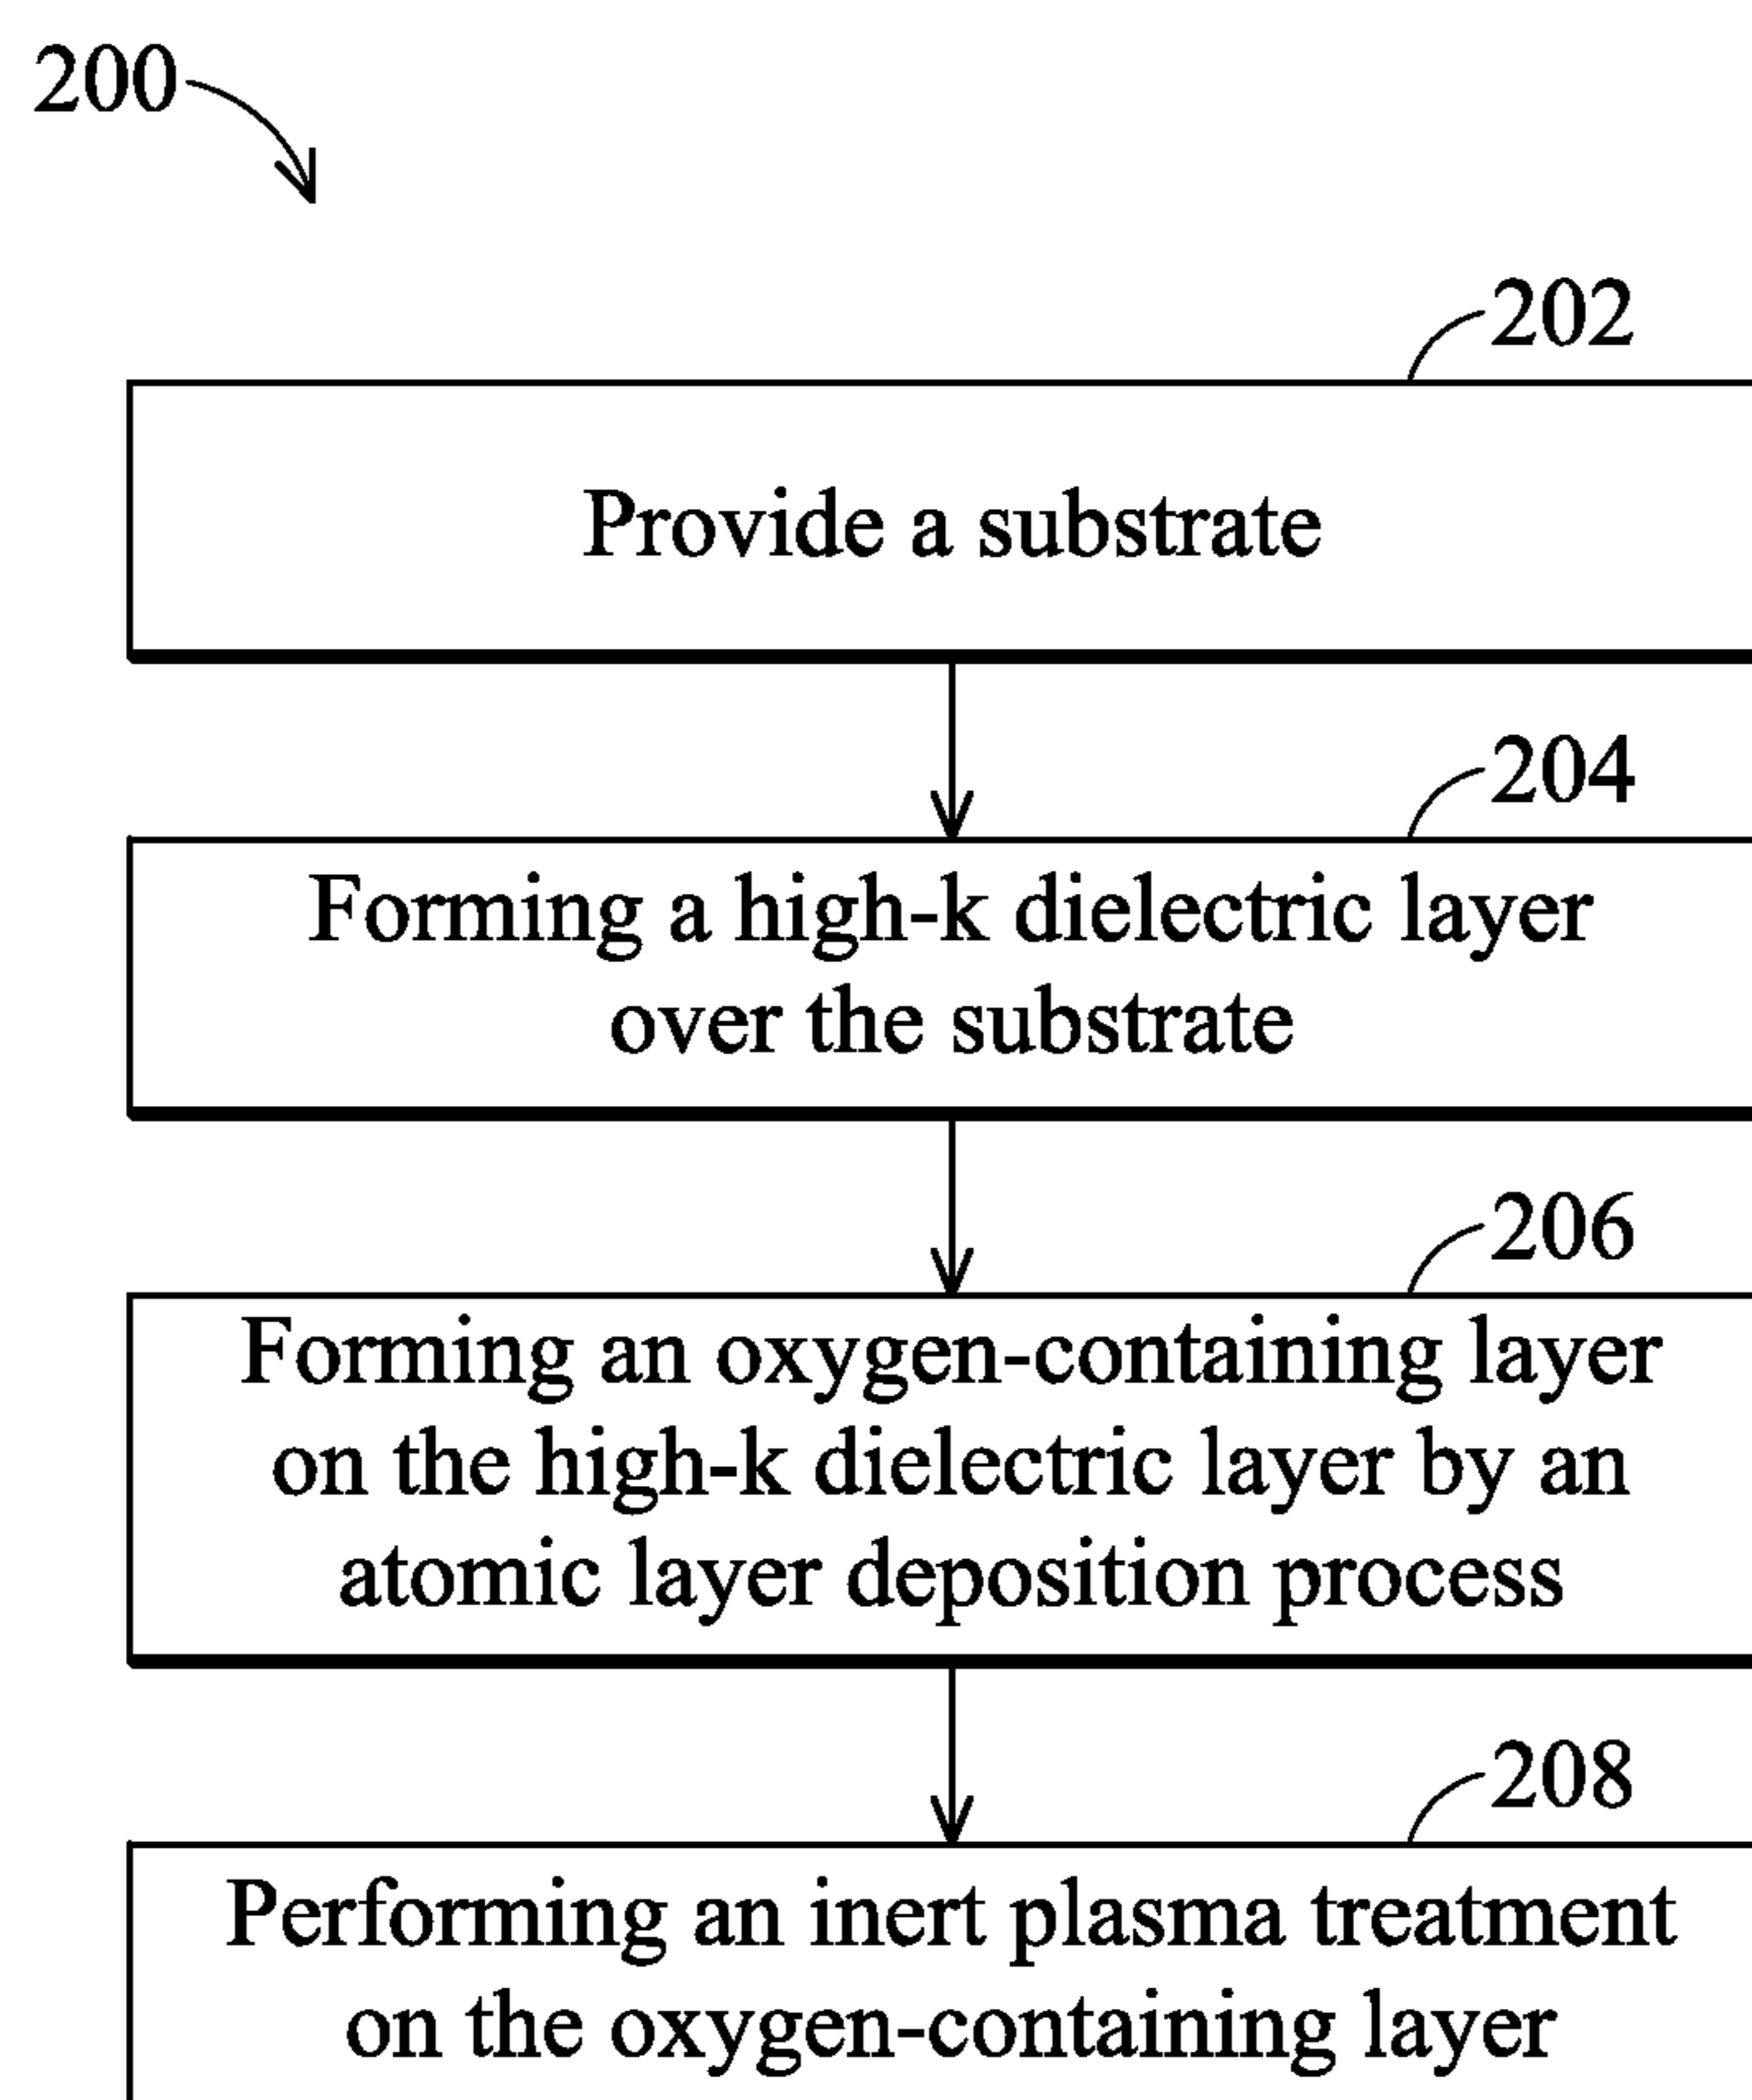 200
202
Provide a substrate
204
Forming a high-k dielectric layer
over the substrate
206
Forming an oxygen-containing layer
on the high-k dielectric layer by an
atomic layer deposition process
208
Performing an inert plasma treatment
on the oxygen-containing layer